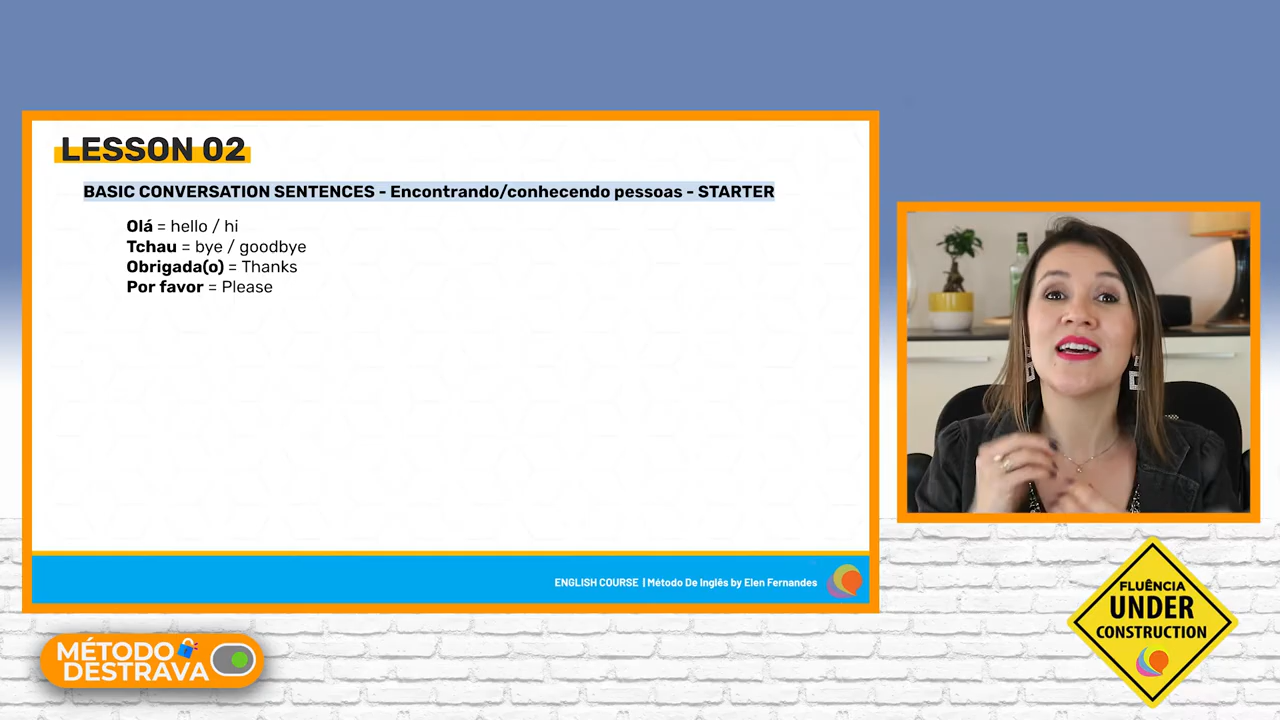 LESSON 02
BASIC CONVERSATION SENTENCES - Encontrando/conhecendo pessoas - STARTER
Olá = hello / hi
Tchau = bye / goodbye
Obrigada(o) = Thanks
Por favor = Please
ENGLISH COURSE | Método De Inglês by Elen Fernandes
MÉTODO
DESTRAVA
FLUÊNCIA
UNDER
CONSTRUCTION